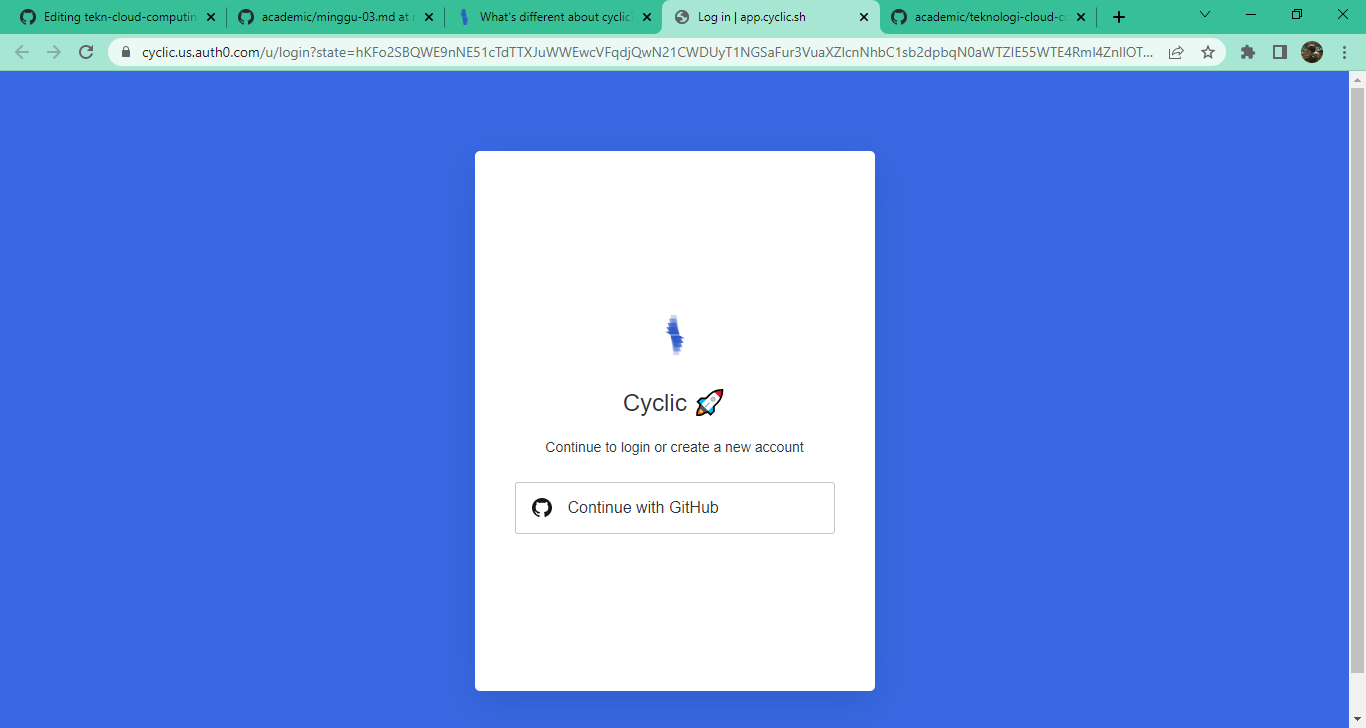 Editing tekn-cloud-computin
academic/minggu-03.md at
What's different about cyclic
Log in | app.cyclic.sh
academic/teknologi-cloud-c
cyclic.us.auth0.com/u/login?state=
Cyclic 🚀
Continue to login or create a new account
Continue with GitHub